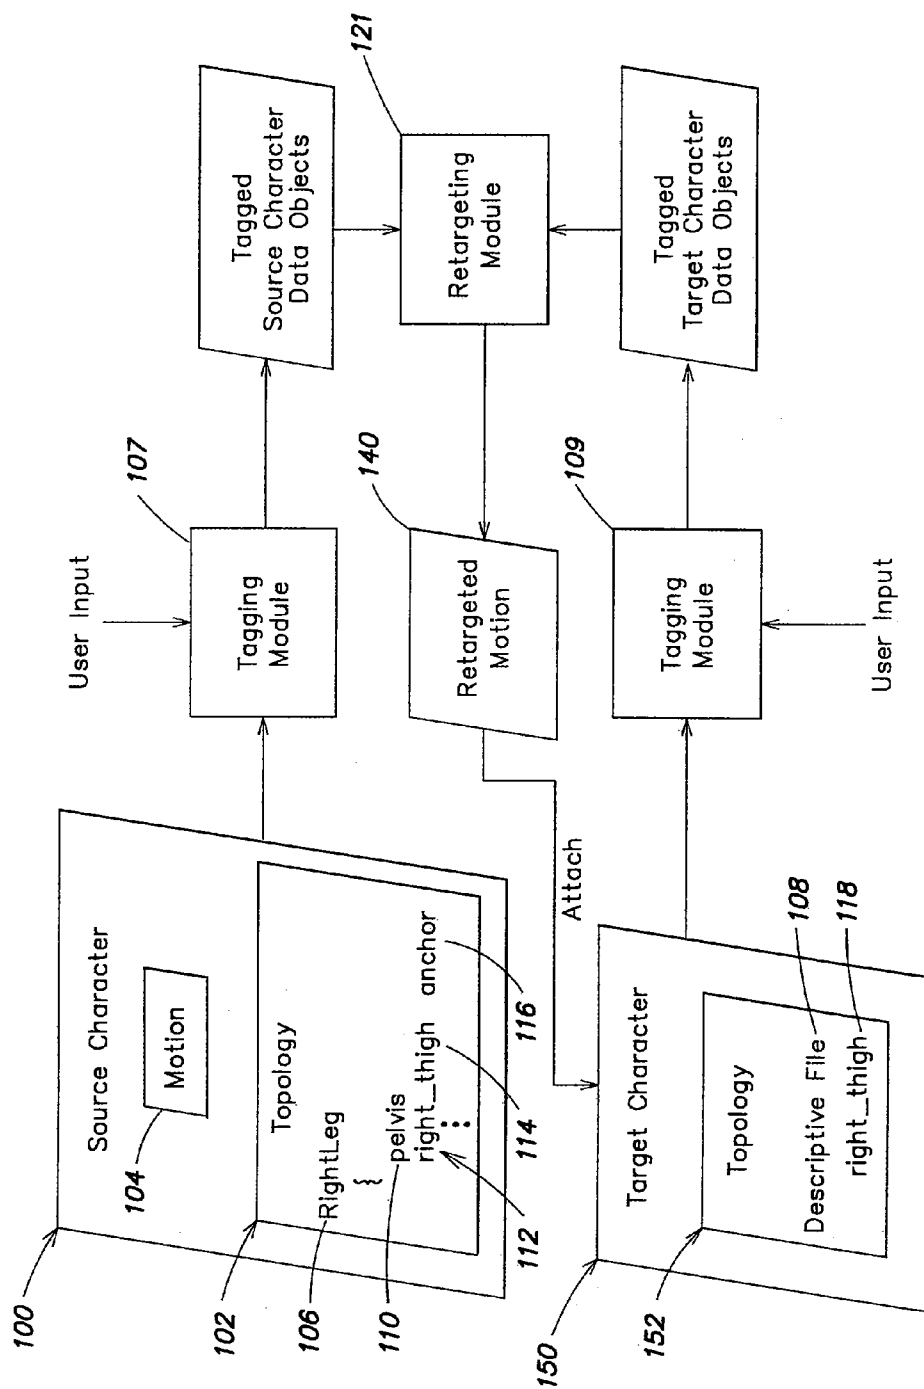 100
Source Character
104
Motion
102
Topology
106
RightLeg
110
pelvis
right_thigh anchor
112
114
116
User Input
107
Tagging
Module
Tagged
Source Character
Data Objects
121
Retargeting
Module
140
Retargeted
Motion
Attach
150
Target Character
152
Topology
Descriptive File
108
right_thigh
118
109
Tagging
Module
User Input
Tagged
Target Character
Data Objects